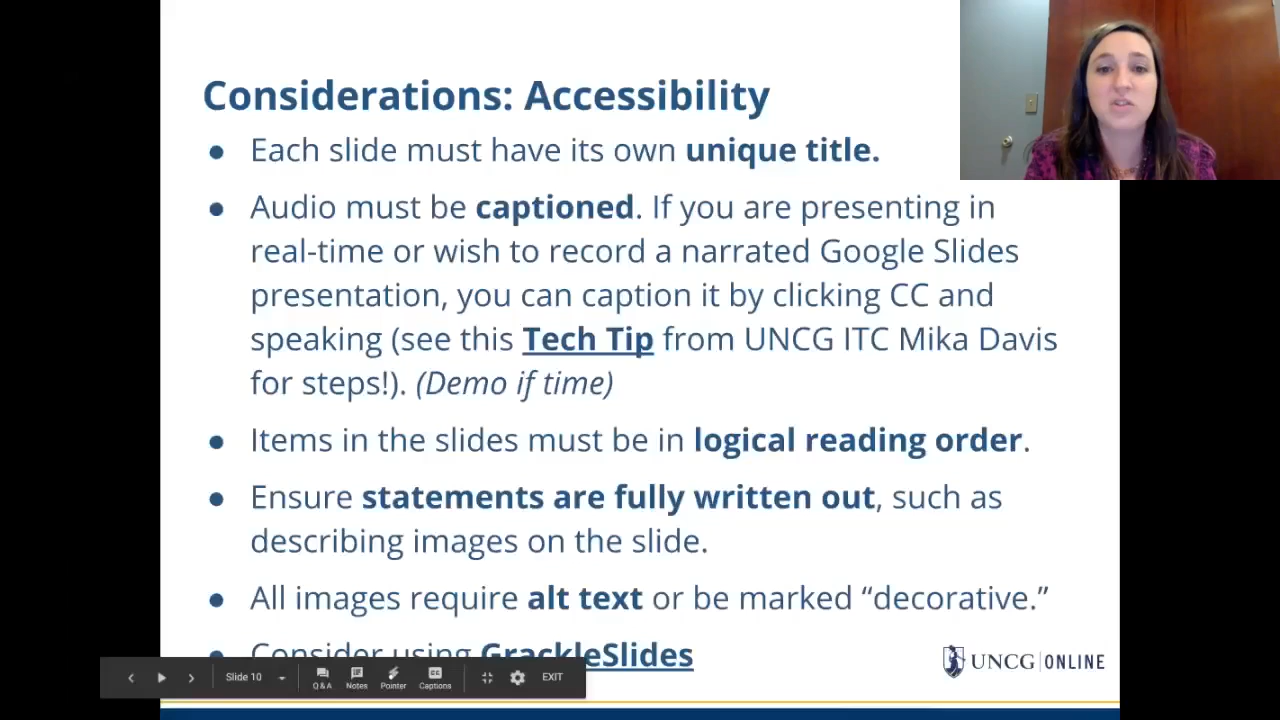 Considerations: Accessibility
● Each slide must have its own unique title.
● Audio must be captioned. If you are presenting in
real-time or wish to record a narrated Google Slides
presentation, you can caption it by clicking CC and
speaking (see this Tech Tip from UNCG ITC Mika Davis
for steps!). (Demo if time)
● Items in the slides must be in logical reading order.
● Ensure statements are fully written out, such as
describing images on the slide.
● All images require alt text or be marked “decorative.”
● Consider using GrackleSlides
UNCG | ONLINE
Slide 10
Q & A
Notes
Pointer
CC
Captions
EXIT